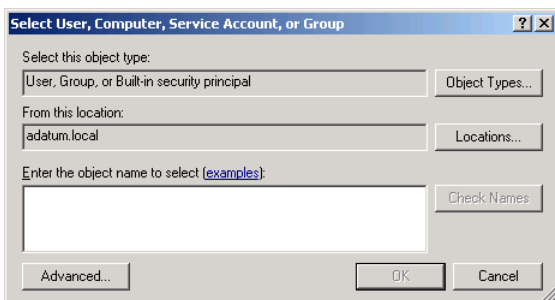 Select User, Computer, Service Account, or Group
Select this object type:
User, Group, or Built-in security principal
Object Types...
From this location:
adatum.local
Locations...
Enter the object name to select (examples):
Check Names
Advanced...
OK
Cancel